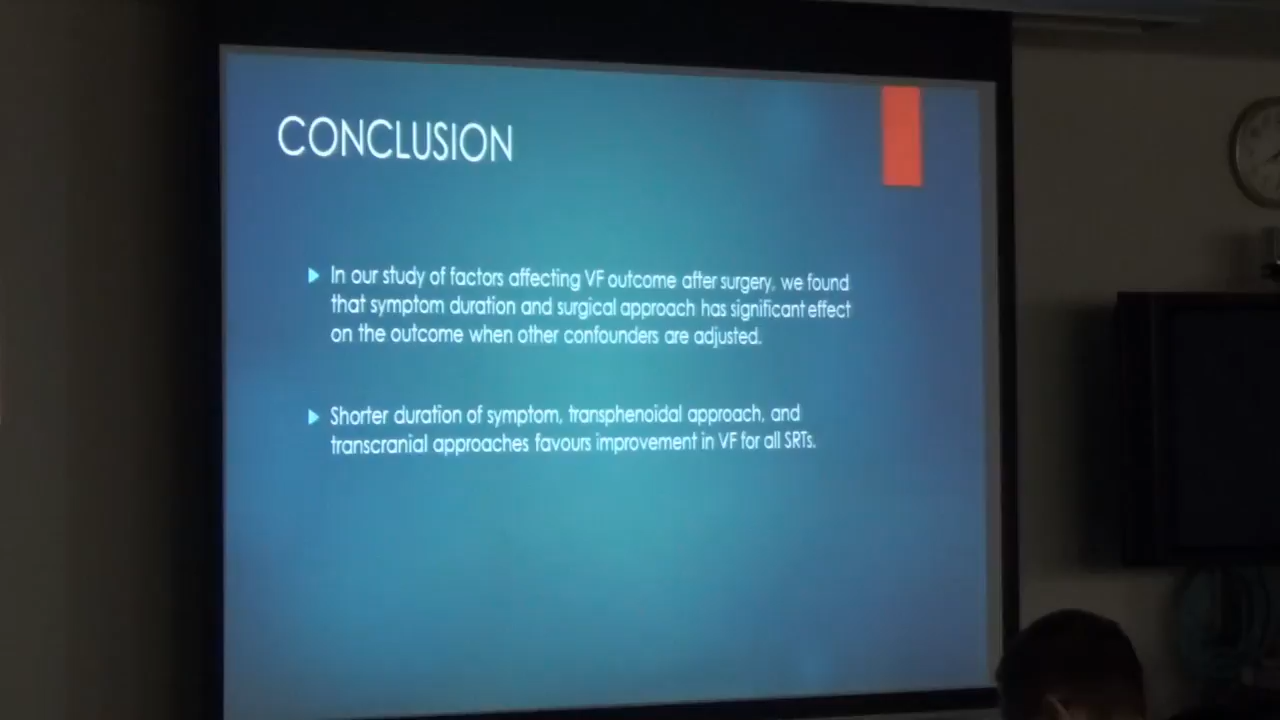 CONCLUSION
In our study of factors affecting VF outcome after surgery, we found
that symptom duration and surgical approach has significant effect
on the outcome when other confounders are adjusted.
Shorter duration of symptom, transphenoidal approach, and
transcranial approaches favours improvement in VF for all SRTs.